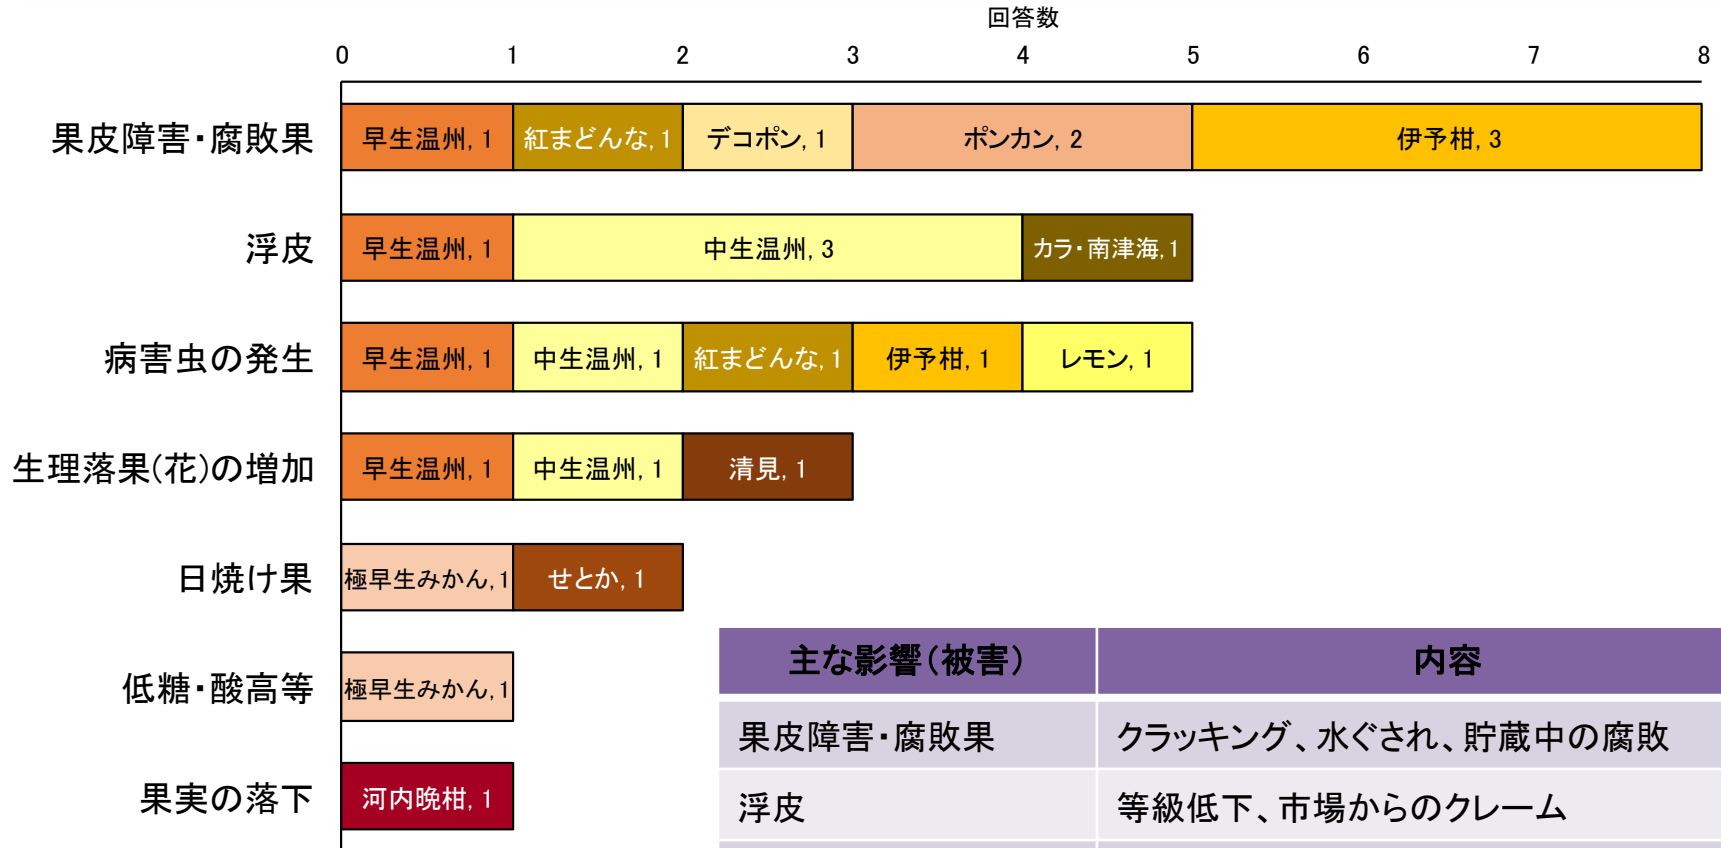 回答数
0 1 2 3 4 5 6 7 8
果皮障害・腐敗果 早生温州, 1 紅まどんな, 1 デコポン, 1 ポンカン, 2 伊予柑, 3
浮皮 早生温州, 1 中生温州, 3 カラ・南津海, 1
病害虫の発生 早生温州, 1 中生温州, 1 紅まどんな, 1 伊予柑, 1 レモン, 1
生理落果(花)の増加 早生温州, 1 中生温州, 1 清見, 1
日焼け果 極早生みかん, 1 せとか, 1
低糖・酸高等 極早生みかん, 1
果実の落下 河内晩柑, 1
主な影響(被害) 内容
果皮障害・腐敗果 クラッキング、水ぐされ、貯蔵中の腐敗
浮皮 等級低下、市場からのクレーム